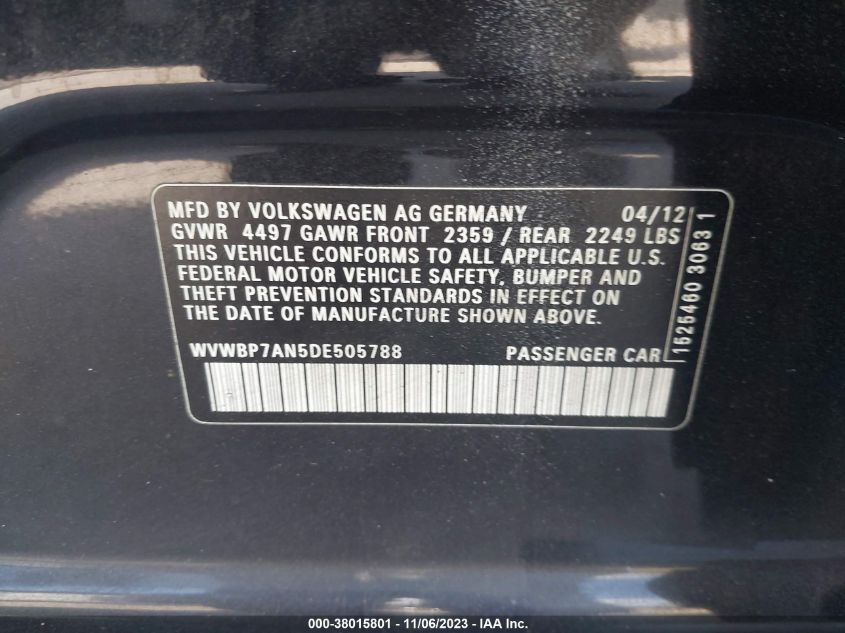 MFD BY VOLKSWAGEN AG GERMANY 04/12
GVWR 4497 GAWR FRONT 2359 / REAR 2249 LBS
THIS VEHICLE CONFORMS TO ALL APPLICABLE U.S.
FEDERAL MOTOR VEHICLE SAFETY, BUMPER AND
THEFT PREVENTION STANDARDS IN EFFECT ON
THE DATE OF MANUFACTURE SHOWN ABOVE.
WVWBP7AN5DE505788 PASSENGER CAR
1525460 30631
000-38015801 - 11/06/2023 - IAA Inc.